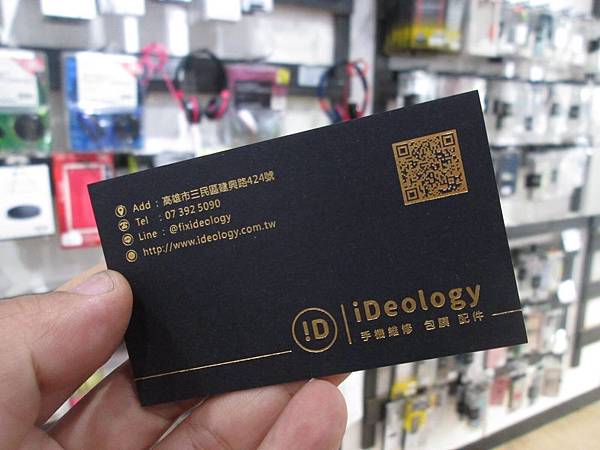 Add : 高雄市三民區建興路424號
Tel : 07 392 5090
Line : @fixideology
http://www.ideology.com.tw
!D
iDeology
手機維修 包膜 配件